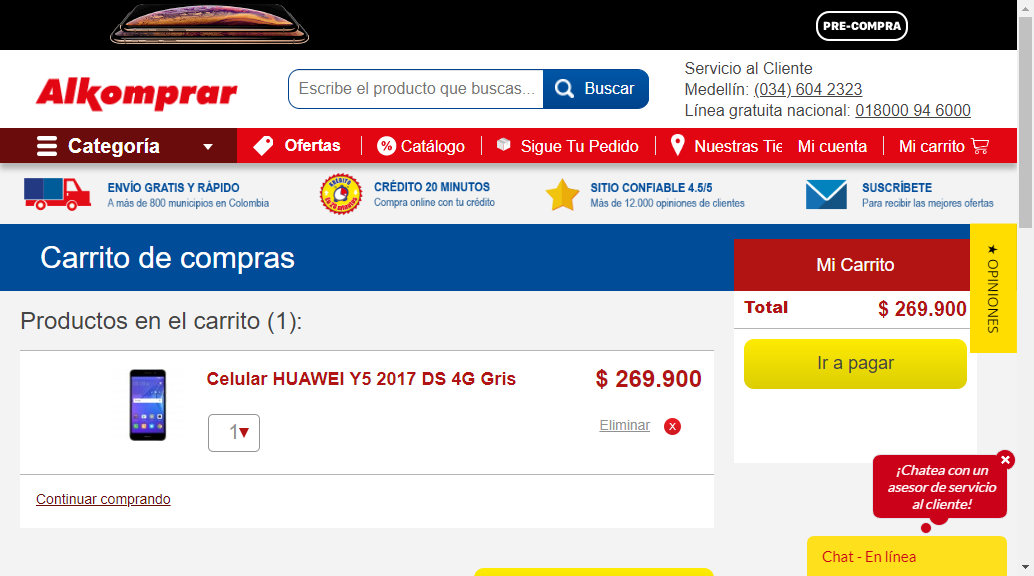 PRE-COMPRA
Alkomprar
Escribe el producto que buscas...
Buscar
Servicio al Cliente
Medellín: (034) 604 2323
Línea gratuita nacional: 018000 94 6000
Categoría
Ofertas
% Catálogo
Sigue Tu Pedido
Nuestras Tie
Mi cuenta
Mi carrito
ENVÍO GRATIS Y RÁPIDO
A más de 800 municipios en Colombia
CRÉDITO 20 MINUTOS
Compra online con tu crédito
SITIO CONFIABLE 4.5/5
Más de 12.000 opiniones de clientes
SUSCRÍBETE
Para recibir las mejores ofertas
Carrito de compras
Mi Carrito
★ OPINIONES
Total $ 269.900
Ir a pagar
Productos en el carrito (1):
Celular HUAWEI Y5 2017 DS 4G Gris
$ 269.900
1
Eliminar x
Continuar comprando
¡Chatea con un
asesor de servicio
al cliente!
Chat - En línea